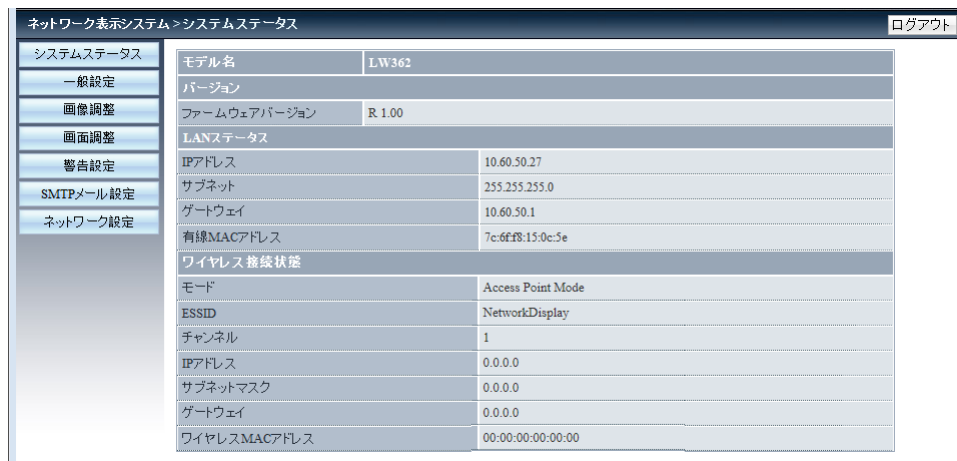 ネットワーク表示システム>システムステータス
ログアウト
システムステータス
一般設定
画像調整
画面調整
警告設定
SMTPメール設定
ネットワーク設定
モデル名 LW362
バージョン
ファームウェアバージョン R 1.00
LANステータス
IPアドレス 10.60.50.27
サブネット 255.255.255.0
ゲートウェイ 10.60.50.1
有線MACアドレス 7c:6f:f8:15:0c:5e
ワイヤレス接続状態
モード Access Point Mode
ESSID NetworkDisplay
チャンネル 1
IPアドレス 0.0.0.0
サブネットマスク 0.0.0.0
ゲートウェイ 0.0.0.0
ワイヤレスMACアドレス 00:00:00:00:00:00